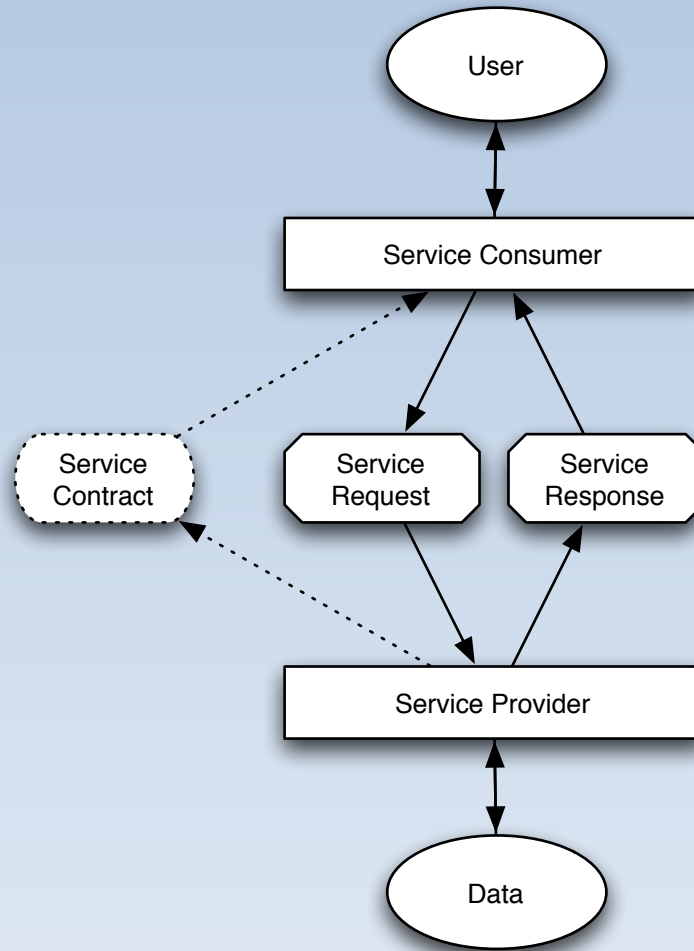 User
Service Consumer
Service
Contract
Service
Request
Service
Response
Service Provider
Data